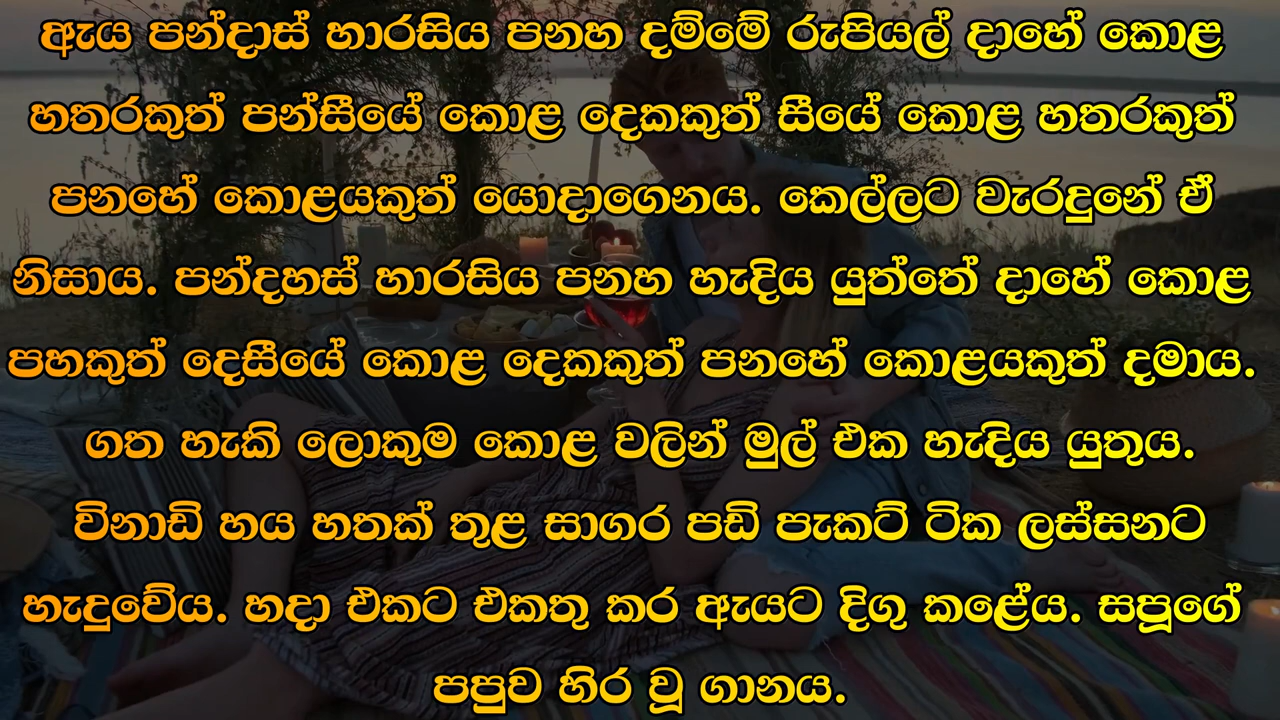 ඇය පන්දාස් හාරසිය පනහ දම්මේ රුපියල් දාහේ කොළ
හතරකුත් පන්සීයේ කොළ දෙකකුත් සීයේ කොළ හතරකුත්
පනහේ කොළයකුත් යොදාගෙනය. කෙල්ලට වැරදුනේ ඒ
නිසාය. පන්දහස් හාරසිය පනහ හැදිය යුත්තේ දාහේ කොළ
පහකුත් දෙසීයේ කොළ දෙකකුත් පනහේ කොළයකුත් දමාය.
ගත හැකි ලොකුම කොළ වලින් මුල් එක හැදිය යුතුය.
විනාඩි හය හතක් තුළ සාගර පඩි පැකට් ටික ලස්සනට
හැදුවේය. හදා එකට එකතු කර ඇයට දිගු කළේය. සපූගේ
පපුව හිර වූ ගානය.